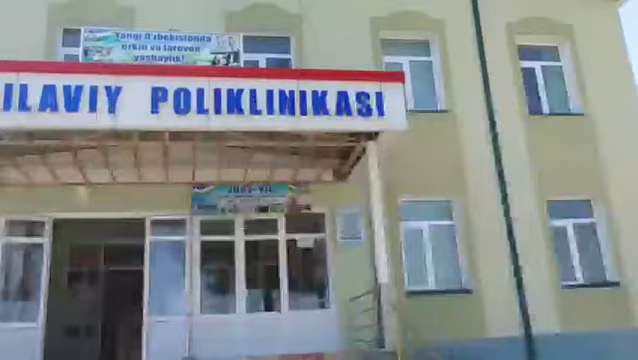 Yangi O'zbekistonda
erkin va farovon
yashaylik!
ILAVIY POLIKLINIKASI